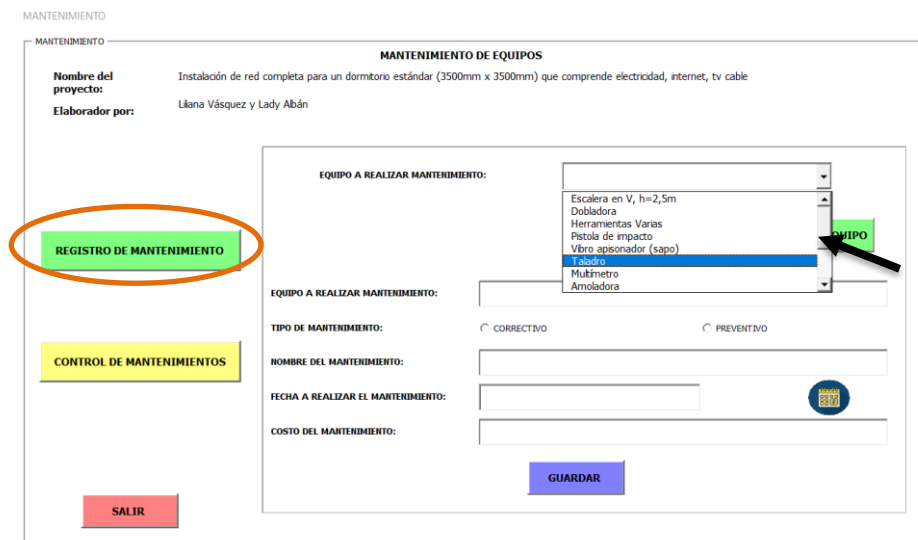 MANTENIMIENTO
MANTENIMIENTO
MANTENIMIENTO DE EQUIPOS
Nombre del proyecto:
Instalación de red completa para un dormitorio estándar (3500mm x 3500mm) que comprende electricidad, internet, tv cable
Elaborador por:
Liliana Vásquez y Lady Albán
EQUIPO A REALIZAR MANTENIMIENTO:
Escalera en V, h=2,5m
Dobladora
Herramientas Varias
Pistola de impacto
Vibro apisonador (sapo)
Taladro
Multímetro
Amoladora
REGISTRO DE MANTENIMIENTO
EQUIPO A REALIZAR MANTENIMIENTO:
TIPO DE MANTENIMIENTO:
CORRECTIVO
PREVENTIVO
CONTROL DE MANTENIMIENTOS
NOMBRE DEL MANTENIMIENTO:
FECHA A REALIZAR EL MANTENIMIENTO:
COSTO DEL MANTENIMIENTO:
GUARDAR
SALIR